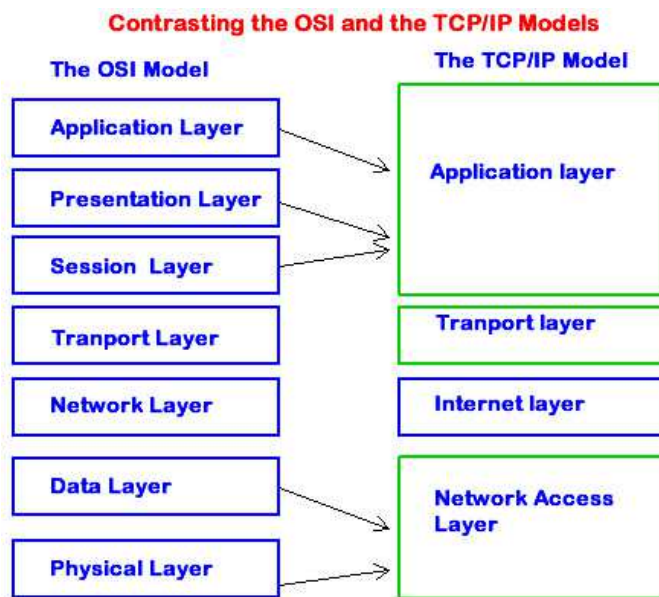 Contrasting the OSI and the TCP/IP Models
The OSI Model
Application Layer
Presentation Layer
Session Layer
Tranport Layer
Network Layer
Data Layer
Physical Layer
The TCP/IP Model
Application layer
Tranport layer
Internet layer
Network Access
Layer